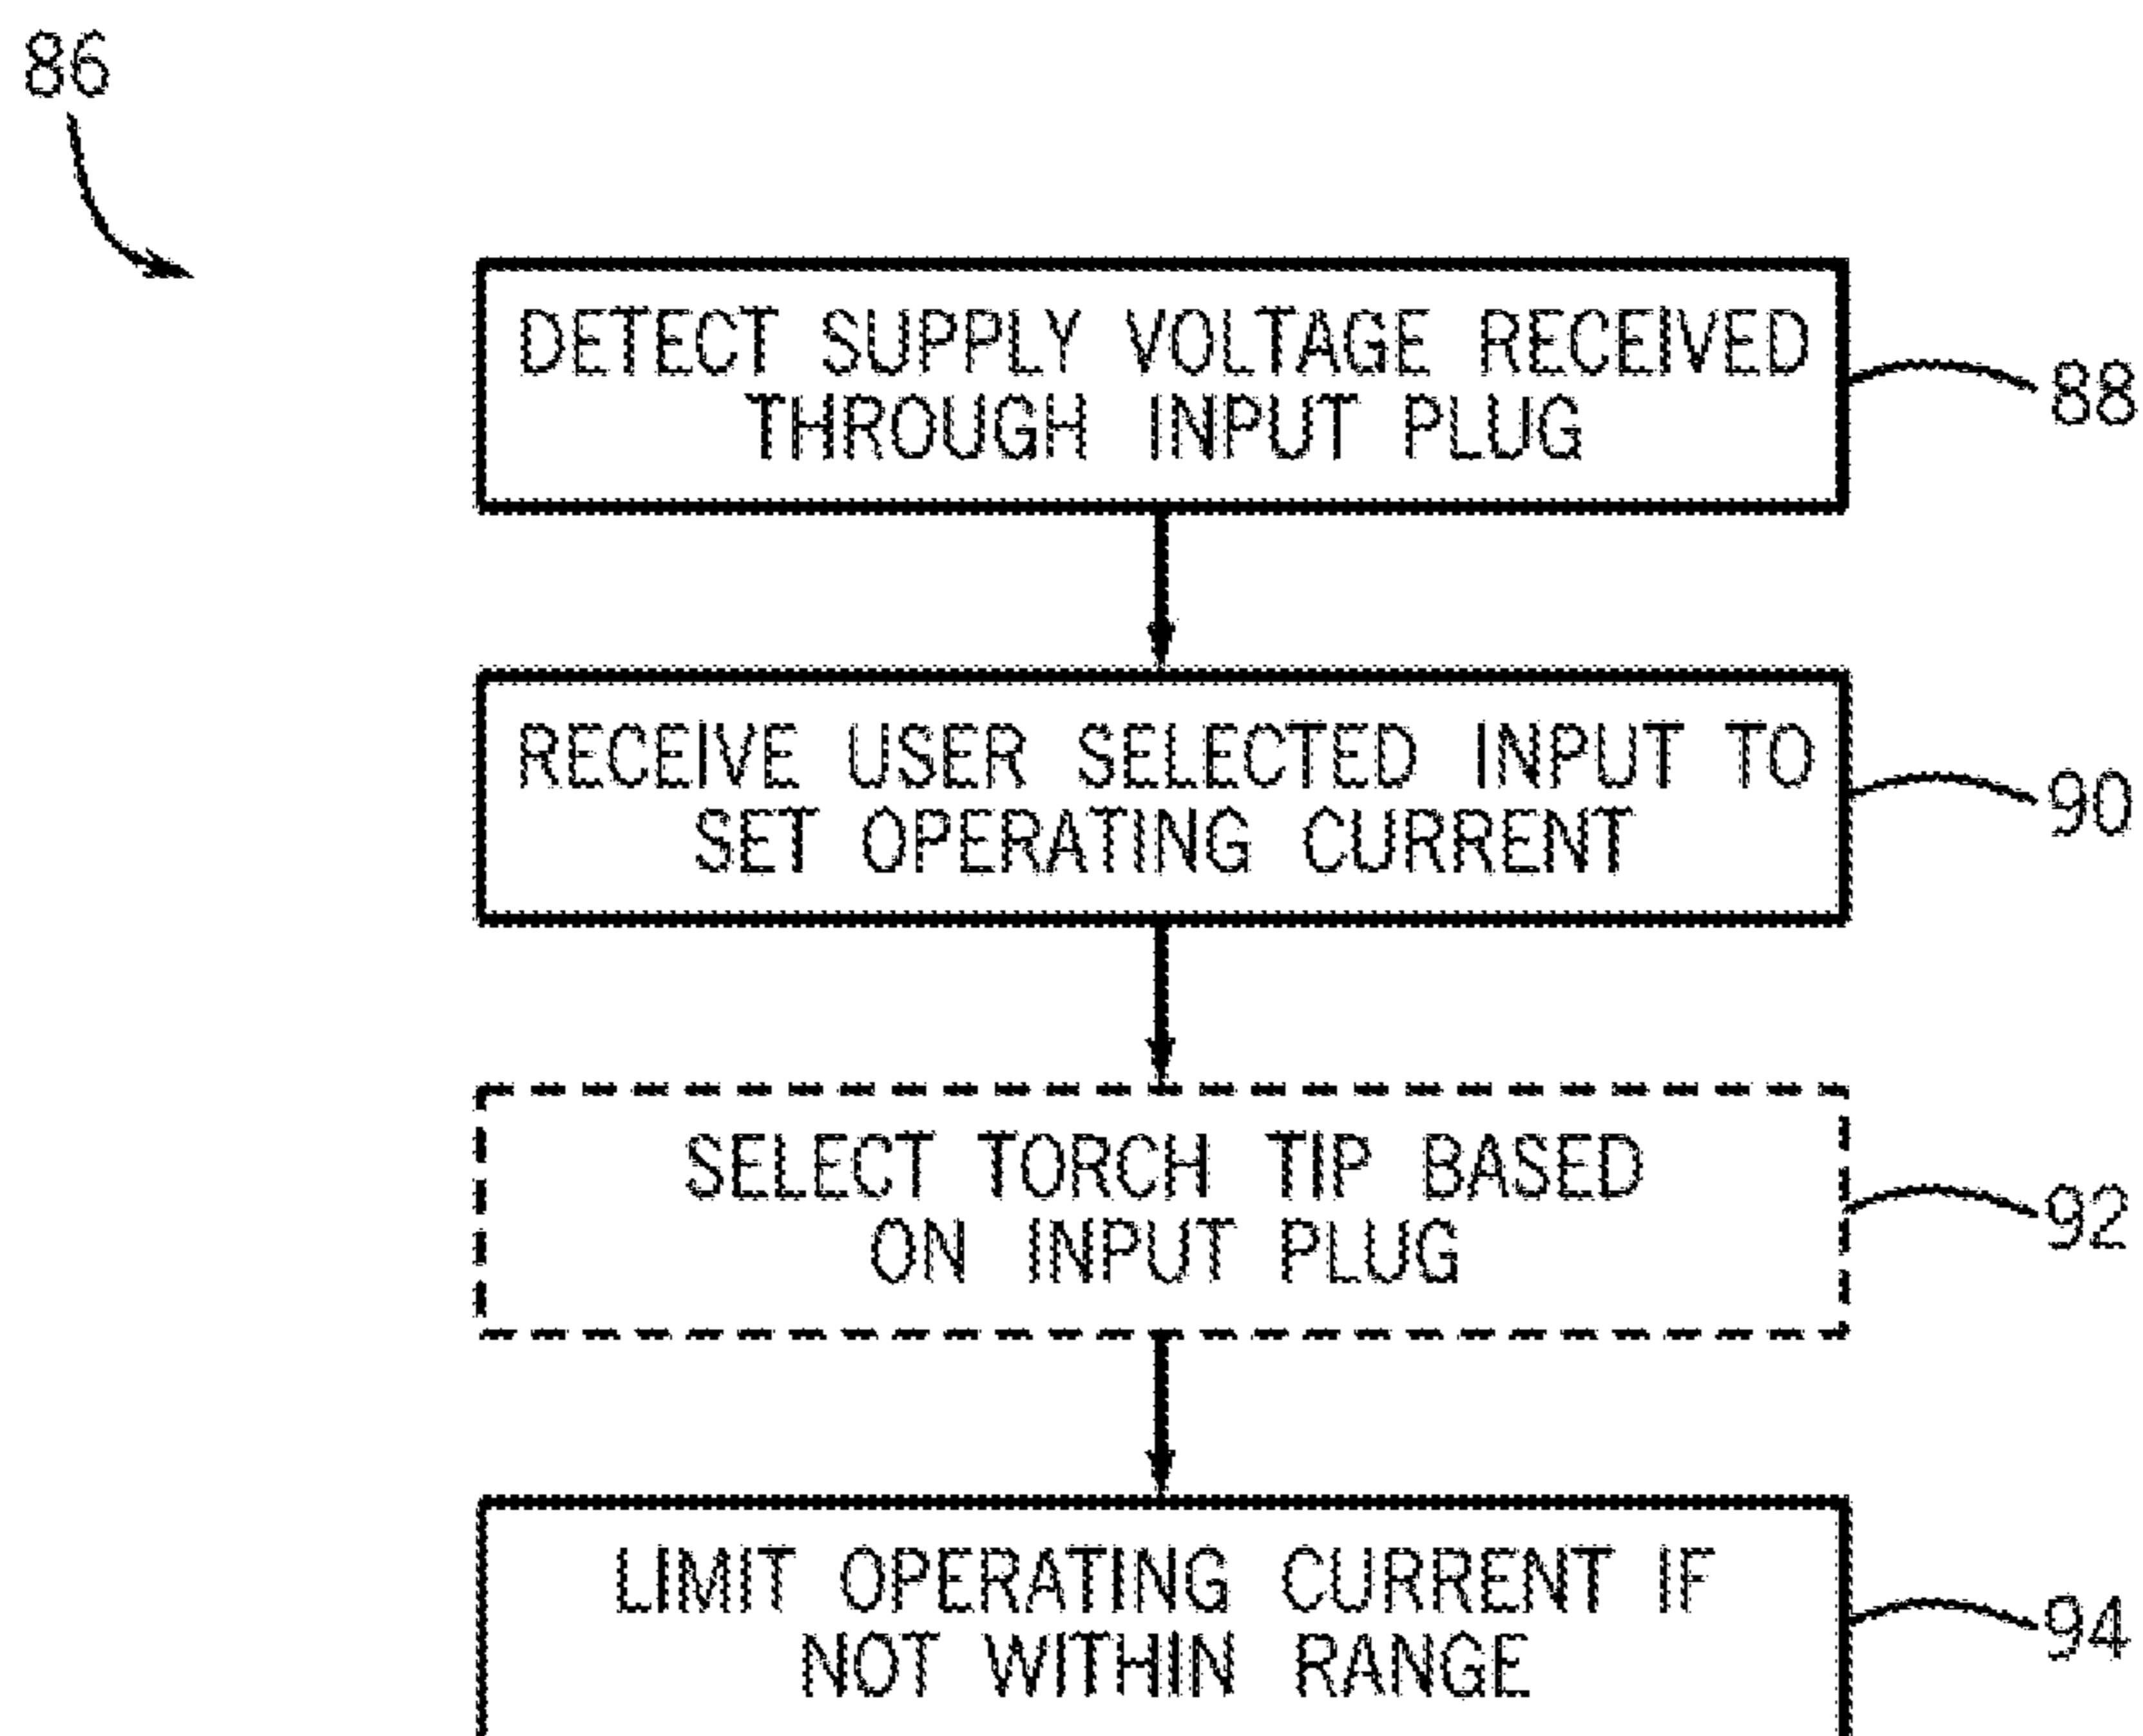 86
DETECT SUPPLY VOLTAGE RECEIVED
THROUGH INPUT PLUG
88
RECEIVE USER SELECTED INPUT TO
SET OPERATING CURRENT
90
SELECT TORCH TIP BASED
ON INPUT PLUG
92
LIMIT OPERATING CURRENT IF
NOT WITHIN RANGE
94